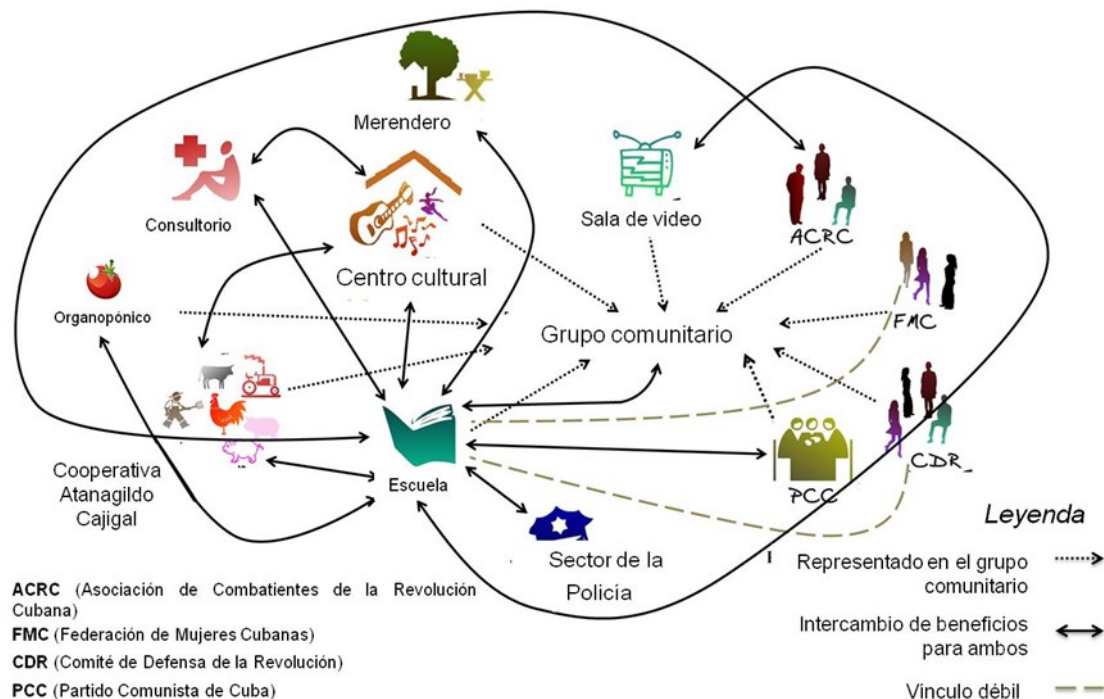 Merendero
Consultorio
Sala de video
ACRC
Centro cultural
FMC
Organopónico
Grupo comunitario
Cooperativa
Atanagildo
Cajigal
Escuela
PCC
CDR_
Sector de la
Policía
Leyenda
I Representado en el grupo
comunitario
Intercambio de beneficios
para ambos
Vinculo débil
ACRC (Asociación de Combatientes de la Revolución
Cubana)
FMC (Federación de Mujeres Cubanas)
CDR (Comité de Defensa de la Revolución)
PCC (Partido Comunista de Cuba)